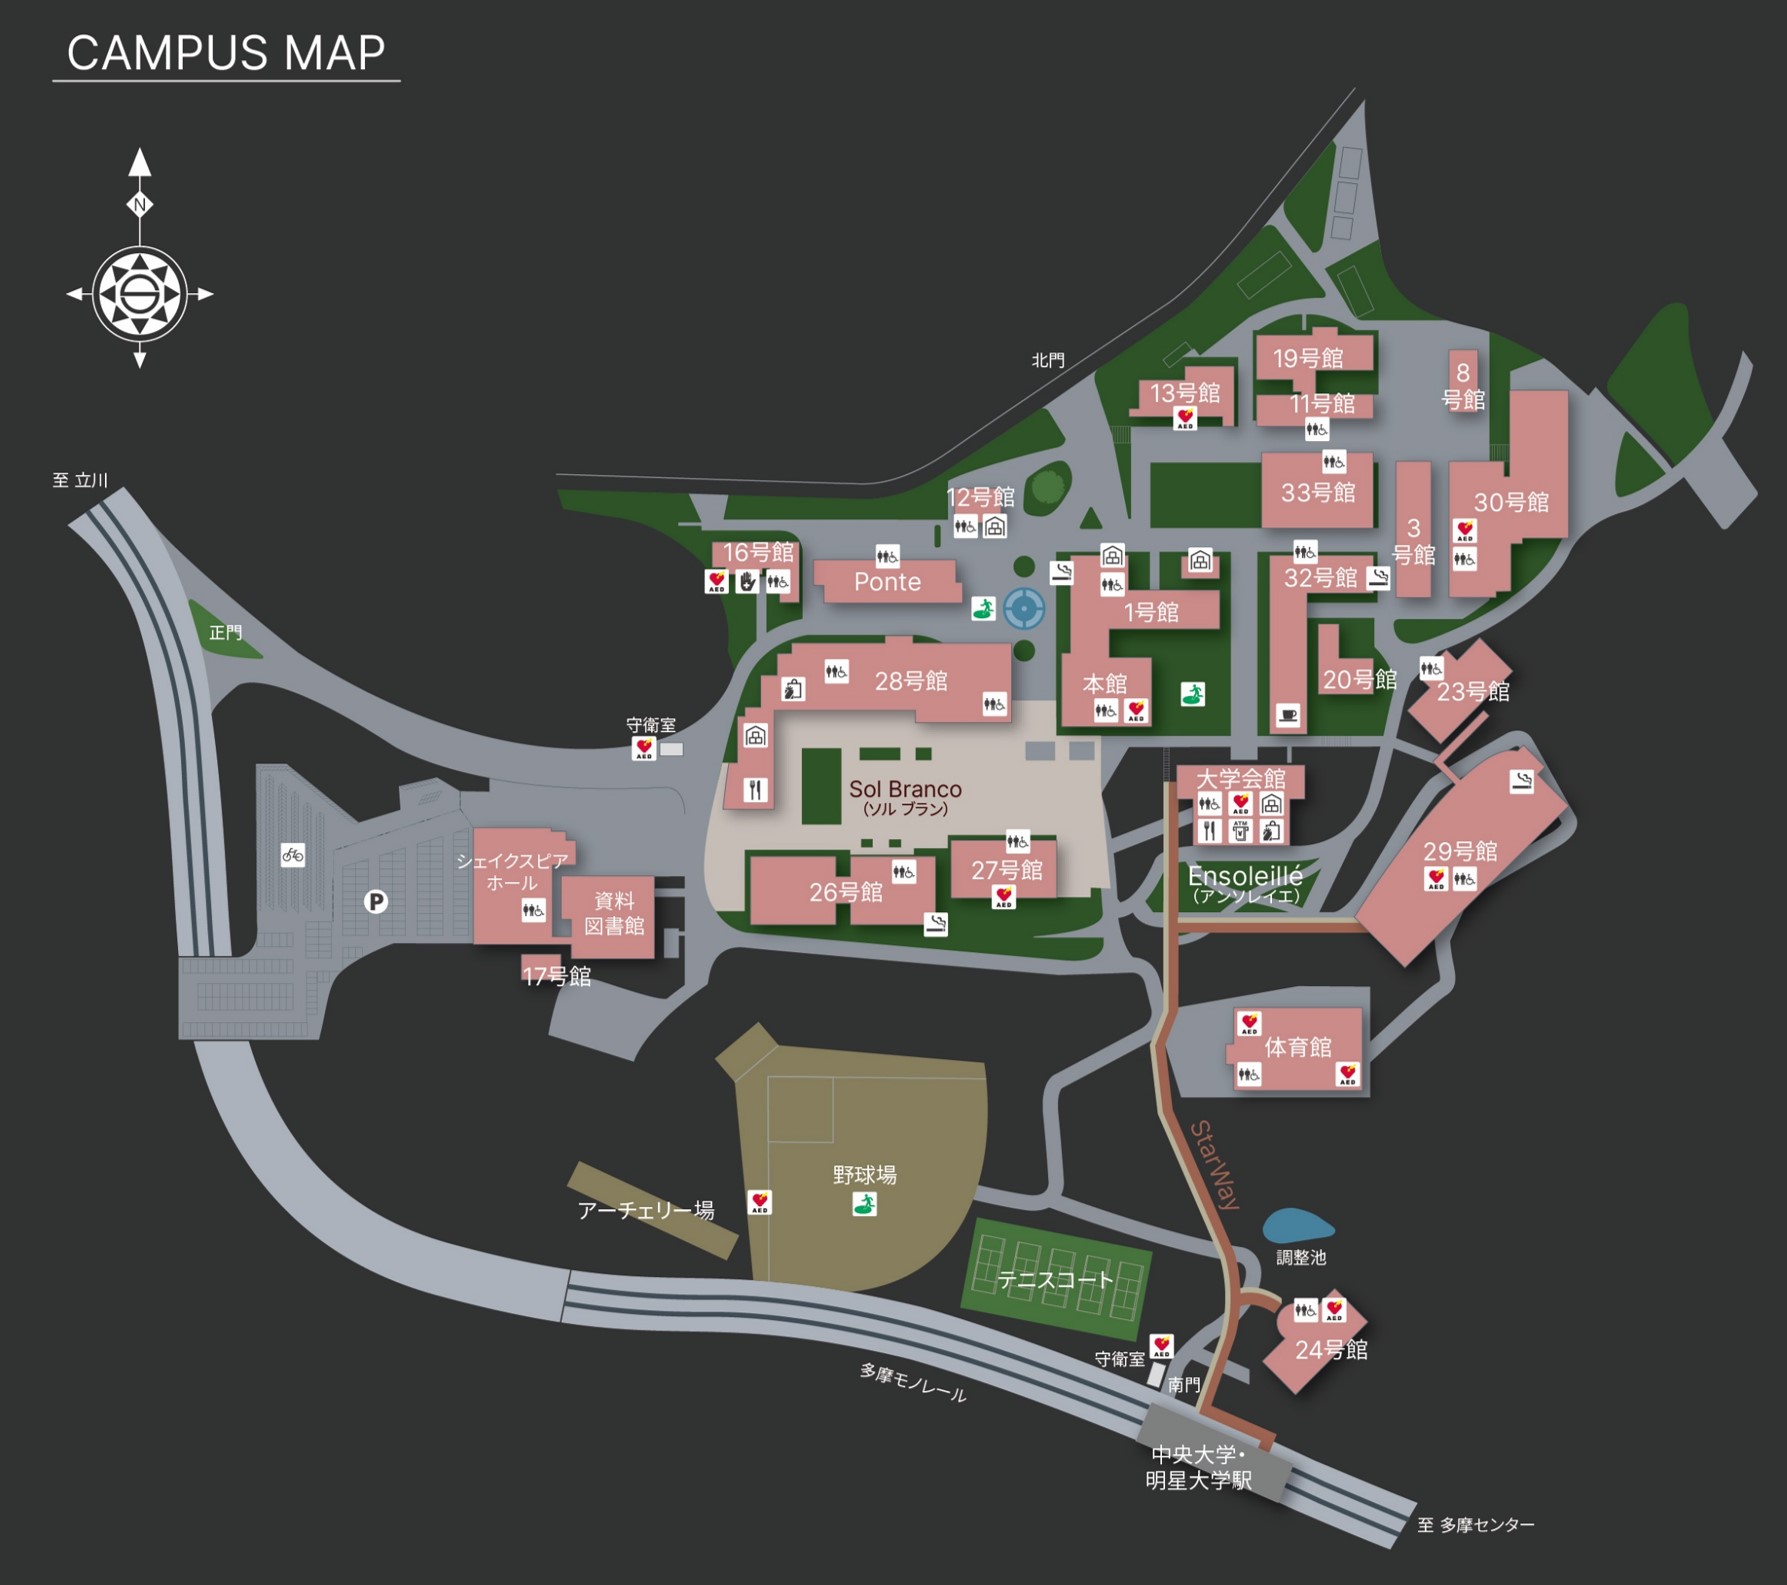 CAMPUS MAP
N
北門
19号館
8
号館
13号館
AED
11号館
至 立川
12号館
33号館
3
号館
30号館
AED
16号館
AED
Ponte
32号館
1号館
正門
28号館
本館
AED
20号館
23号館
守衛室
AED
Sol Branco
(ソル ブラン)
大学会館
AED
ATM
シェイクスピア
ホール
P
資料
図書館
26号館
27号館
AED
Ensoleillé
(アンソレイエ)
29号館
AED
17号館
AED
体育館
AED
StarWay
野球場
AED
アーチェリー場
テニスコート
調整池
AED
24号館
AED
守衛室
南門
多摩モノレール
中央大学・
明星大学駅
至 多摩センター